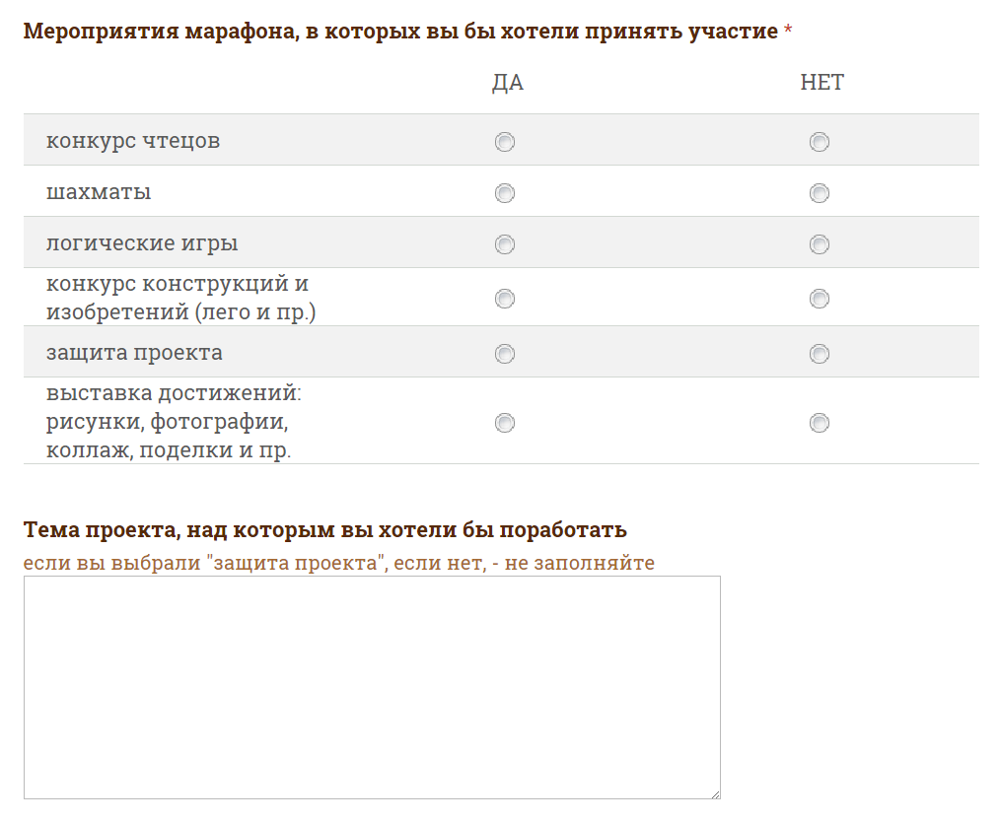 Мероприятия марафона, в которых вы бы хотели принять участие *
ДА НЕТ
конкурс чтецов
шахматы
логические игры
конкурс конструкций и
изобретений (лего и пр.)
защита проекта
выставка достижений:
рисунки, фотографии,
коллаж, поделки и пр.
Тема проекта, над которым вы хотели бы поработать
если вы выбрали "защита проекта", если нет, - не заполняйте